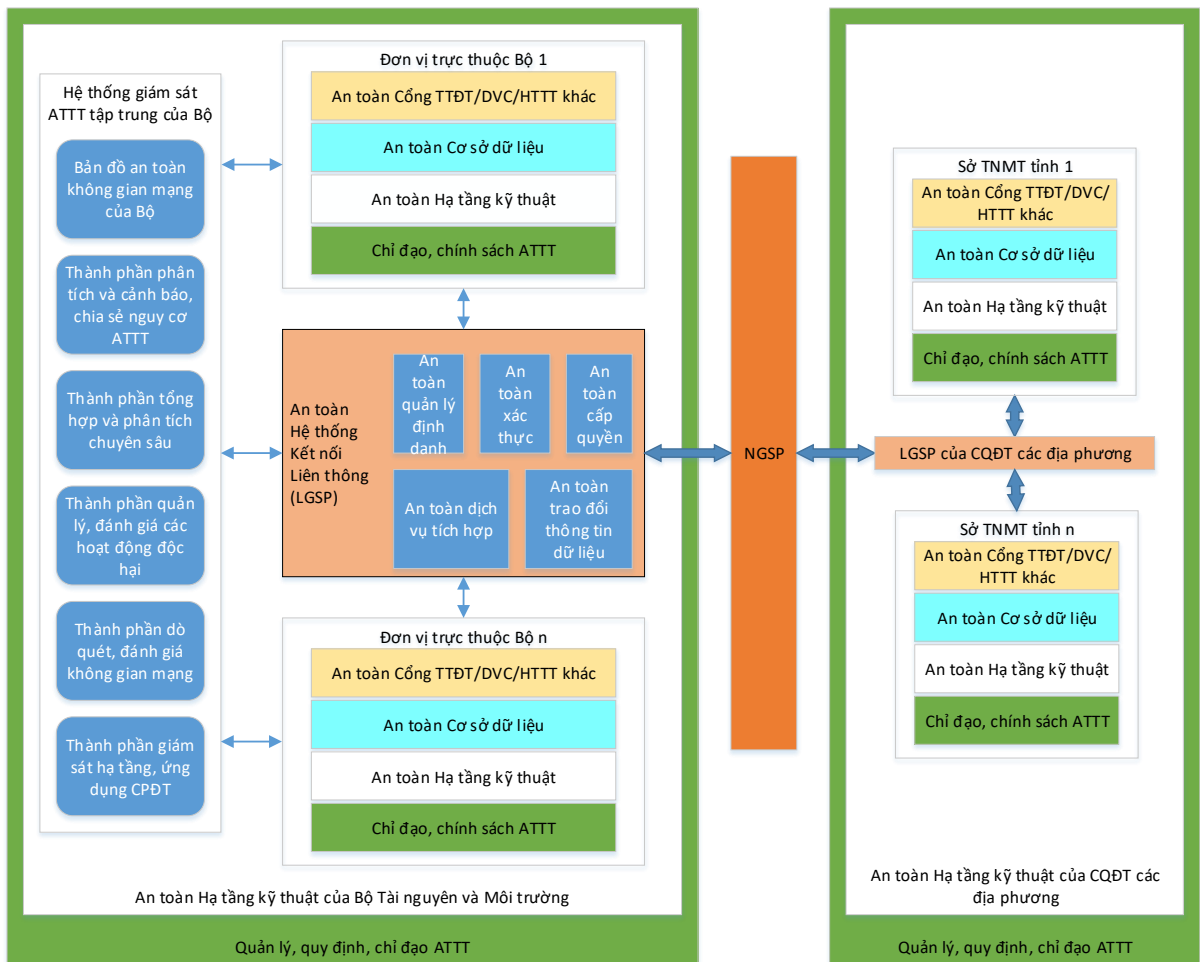 Hệ thống giám sát
ATTT tập trung của Bộ
Bản đồ an toàn
không gian mạng
của Bộ
Thành phần phân
tích và cảnh báo,
chia sẻ nguy cơ
ATTT
Thành phần tổng
hợp và phân tích
chuyên sâu
Thành phần quản
lý, đánh giá các
hoạt động độc
hại
Thành phần dò
quét, đánh giá
không gian mạng
Thành phần giám
sát hạ tầng, ứng
dụng CPĐT
Đơn vị trực thuộc Bộ 1
An toàn Cổng TTĐT/DVC/HTTT khác
An toàn Cơ sở dữ liệu
An toàn Hạ tầng kỹ thuật
Chỉ đạo, chính sách ATTT
An toàn
Hệ thống
Kết nối
Liên thông
(LGSP)
An
toàn
quản lý
định
danh
An
toàn
xác
thực
An
toàn
cấp
quyền
An toàn dịch
vụ tích hợp
An toàn
trao đổi
thông tin
dữ liệu
Đơn vị trực thuộc Bộ n
An toàn Cổng TTĐT/DVC/HTTT khác
An toàn Cơ sở dữ liệu
An toàn Hạ tầng kỹ thuật
Chỉ đạo, chính sách ATTT
An toàn Hạ tầng kỹ thuật của Bộ Tài nguyên và Môi trường
Quản lý, quy định, chỉ đạo ATTT
NGSP
Sở TNMT tỉnh 1
An toàn Cổng TTĐT/DVC/
HTTT khác
An toàn Cơ sở dữ liệu
An toàn Hạ tầng kỹ thuật
Chỉ đạo, chính sách ATTT
LGSP của CQĐT các địa phương
Sở TNMT tỉnh n
An toàn Cổng TTĐT/DVC/
HTTT khác
An toàn Cơ sở dữ liệu
An toàn Hạ tầng kỹ thuật
Chỉ đạo, chính sách ATTT
An toàn Hạ tầng kỹ thuật của CQĐT các
địa phương
Quản lý, quy định, chỉ đạo ATTT